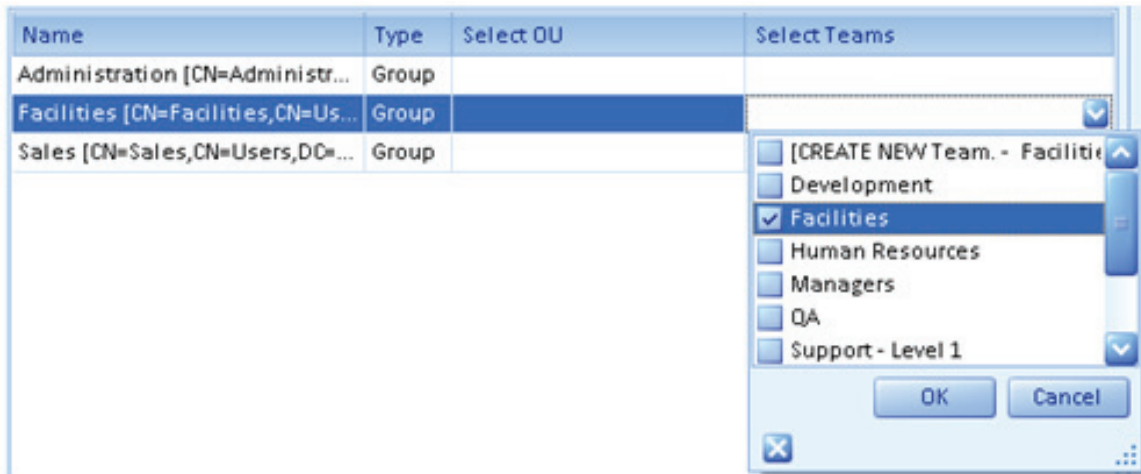 Name Type Select OU Select Teams
Administration [CN=Administr... Group
Facilities [CN=Facilities,CN=Us... Group
Sales [CN=Sales,CN=Users,DC=... Group
[CREATE NEW Team. - Facilitie
Development
Facilities
Human Resources
Managers
QA
Support - Level 1
OK Cancel